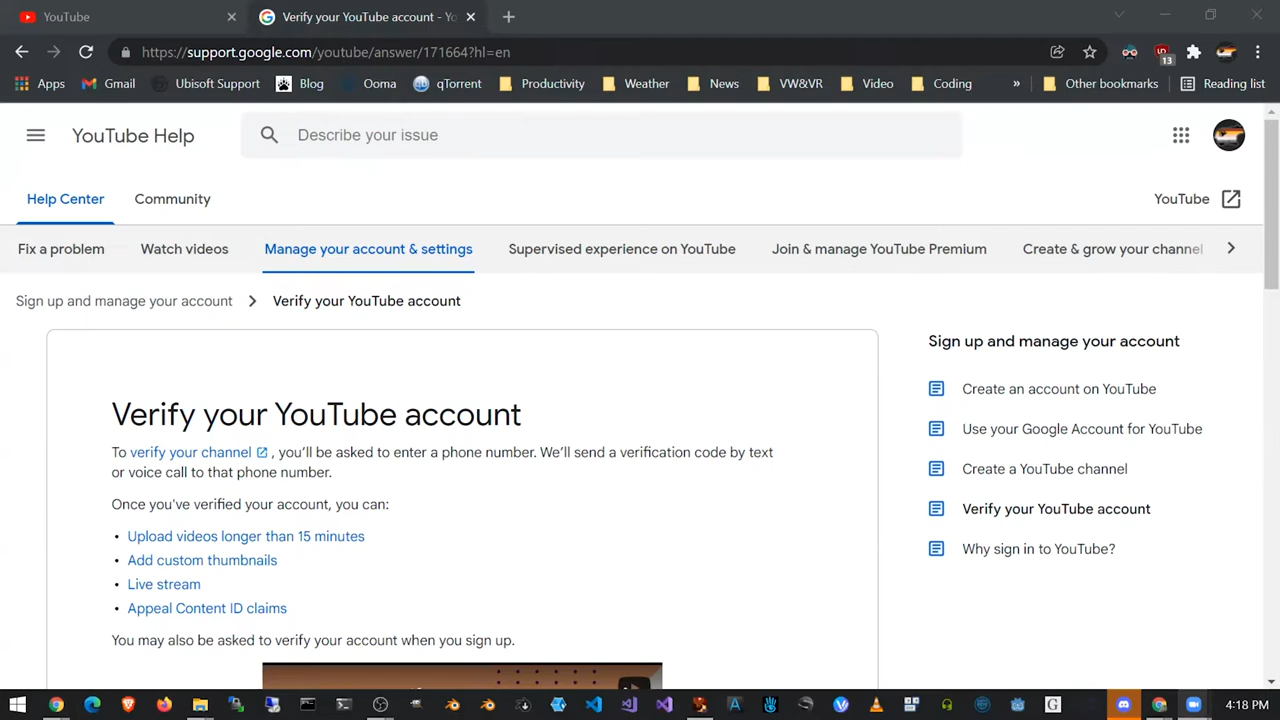 YouTube
Verify your YouTube account - Yo
https://support.google.com/youtube/answer/171664?hl=en
13
Apps Gmail Ubisoft Support Blog Ooma qTorrent Productivity Weather News VW&VR Video Coding » Other bookmarks Reading list
YouTube Help Describe your issue
Help Center Community YouTube
Fix a problem Watch videos Manage your account & settings Supervised experience on YouTube Join & manage YouTube Premium Create & grow your channel
Sign up and manage your account Verify your YouTube account
Verify your YouTube account
To verify your channel , you'll be asked to enter a phone number. We'll send a verification code by text
or voice call to that phone number.
Once you've verified your account, you can:
• Upload videos longer than 15 minutes
• Add custom thumbnails
• Live stream
• Appeal Content ID claims
You may also be asked to verify your account when you sign up.
Sign up and manage your account
Create an account on YouTube
Use your Google Account for YouTube
Create a YouTube channel
Verify your YouTube account
Why sign in to YouTube?
4:18 PM